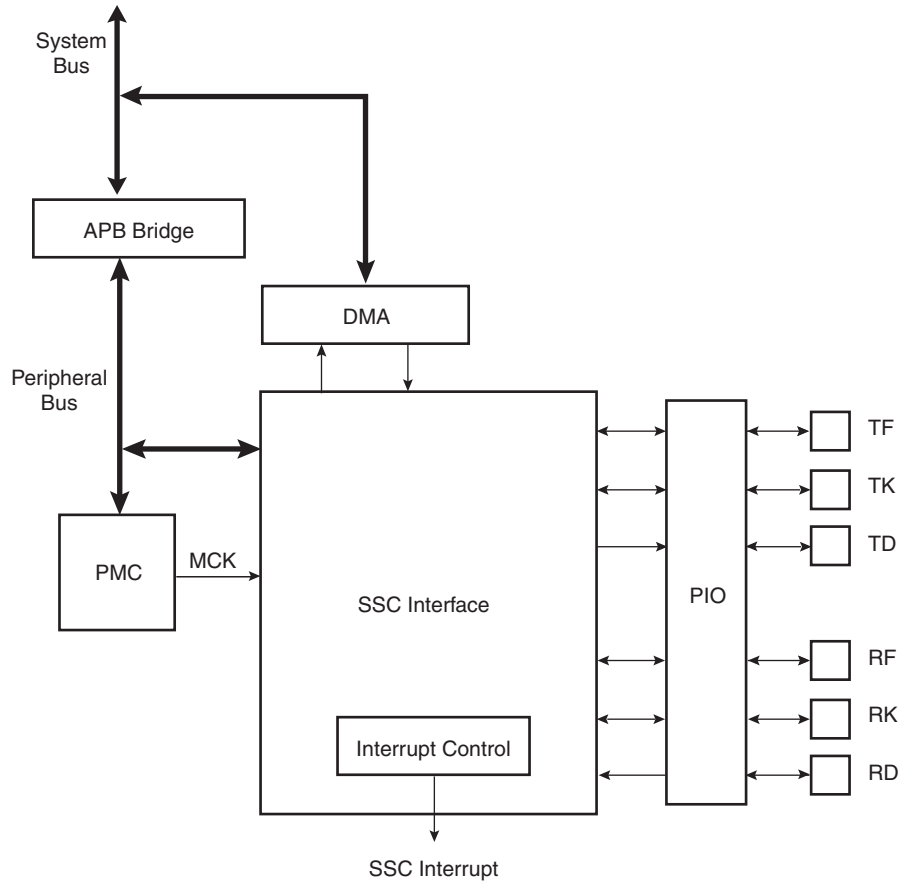 System
Bus
APB Bridge
DMA
Peripheral
Bus
PMC
MCK
SSC Interface
Interrupt Control
SSC Interrupt
PIO
TF
TK
TD
RF
RK
RD